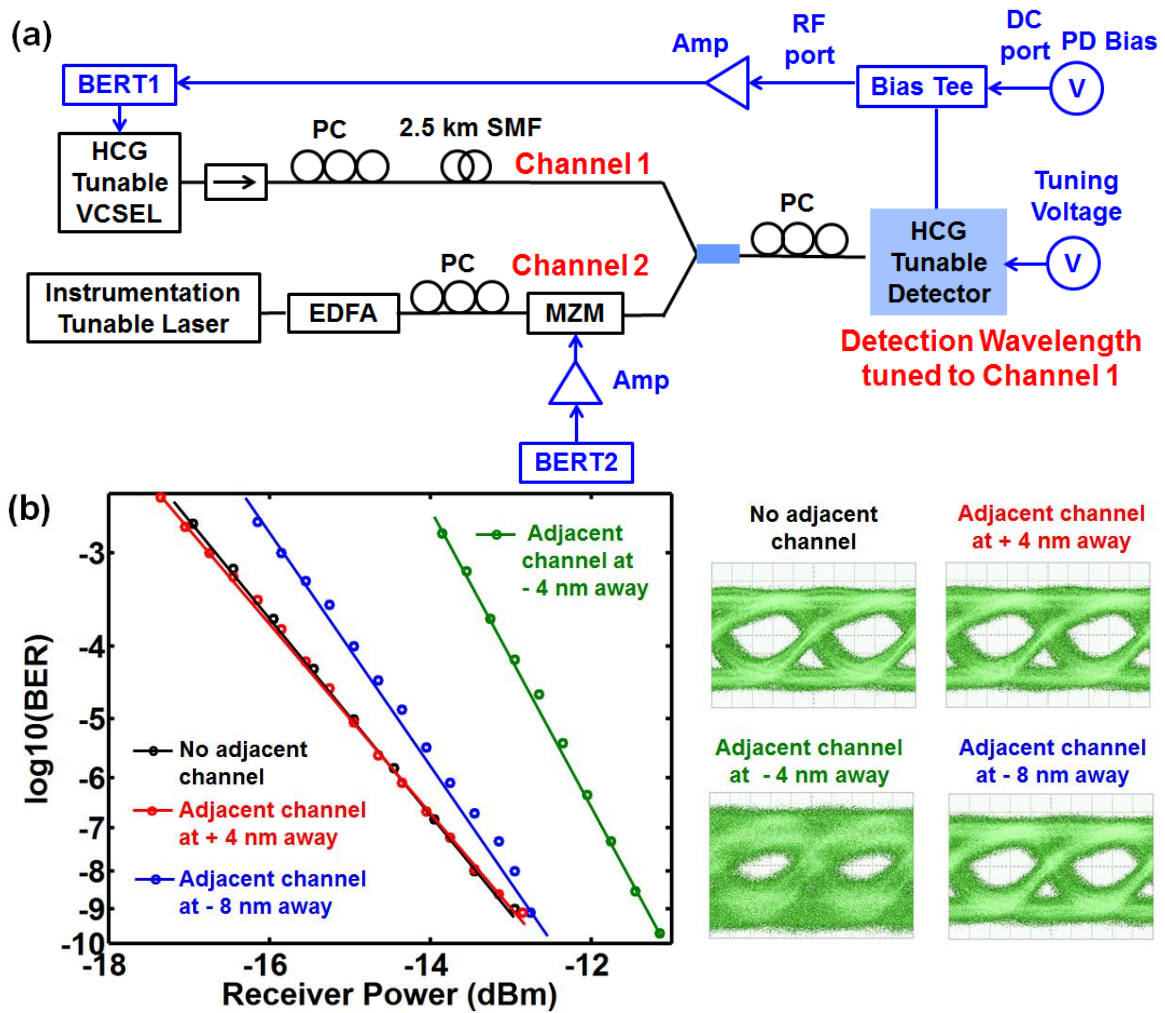 (a)
RF
port
DC
port
PD Bias
Amp
BERT1
Bias Tee
V
PC
2.5 km SMF
Channel 1
HCG
Tunable
VCSEL
Tuning
Voltage
PC
HCG
Tunable
Detector
V
PC
Channel 2
Instrumentation
Tunable Laser
EDFA
MZM
Detection Wavelength
tuned to Channel 1
Amp
BERT2
(b)
log10(BER)
-3
-4
-5
-6
-7
-8
-9
-10
-18
-16
-14
-12
Receiver Power (dBm)
Adjacent
channel at
- 4 nm away
No adjacent
channel
Adjacent channel
at + 4 nm away
Adjacent channel
at - 8 nm away
No adjacent
channel
Adjacent channel
at + 4 nm away
Adjacent channel
at - 4 nm away
Adjacent channel
at - 8 nm away